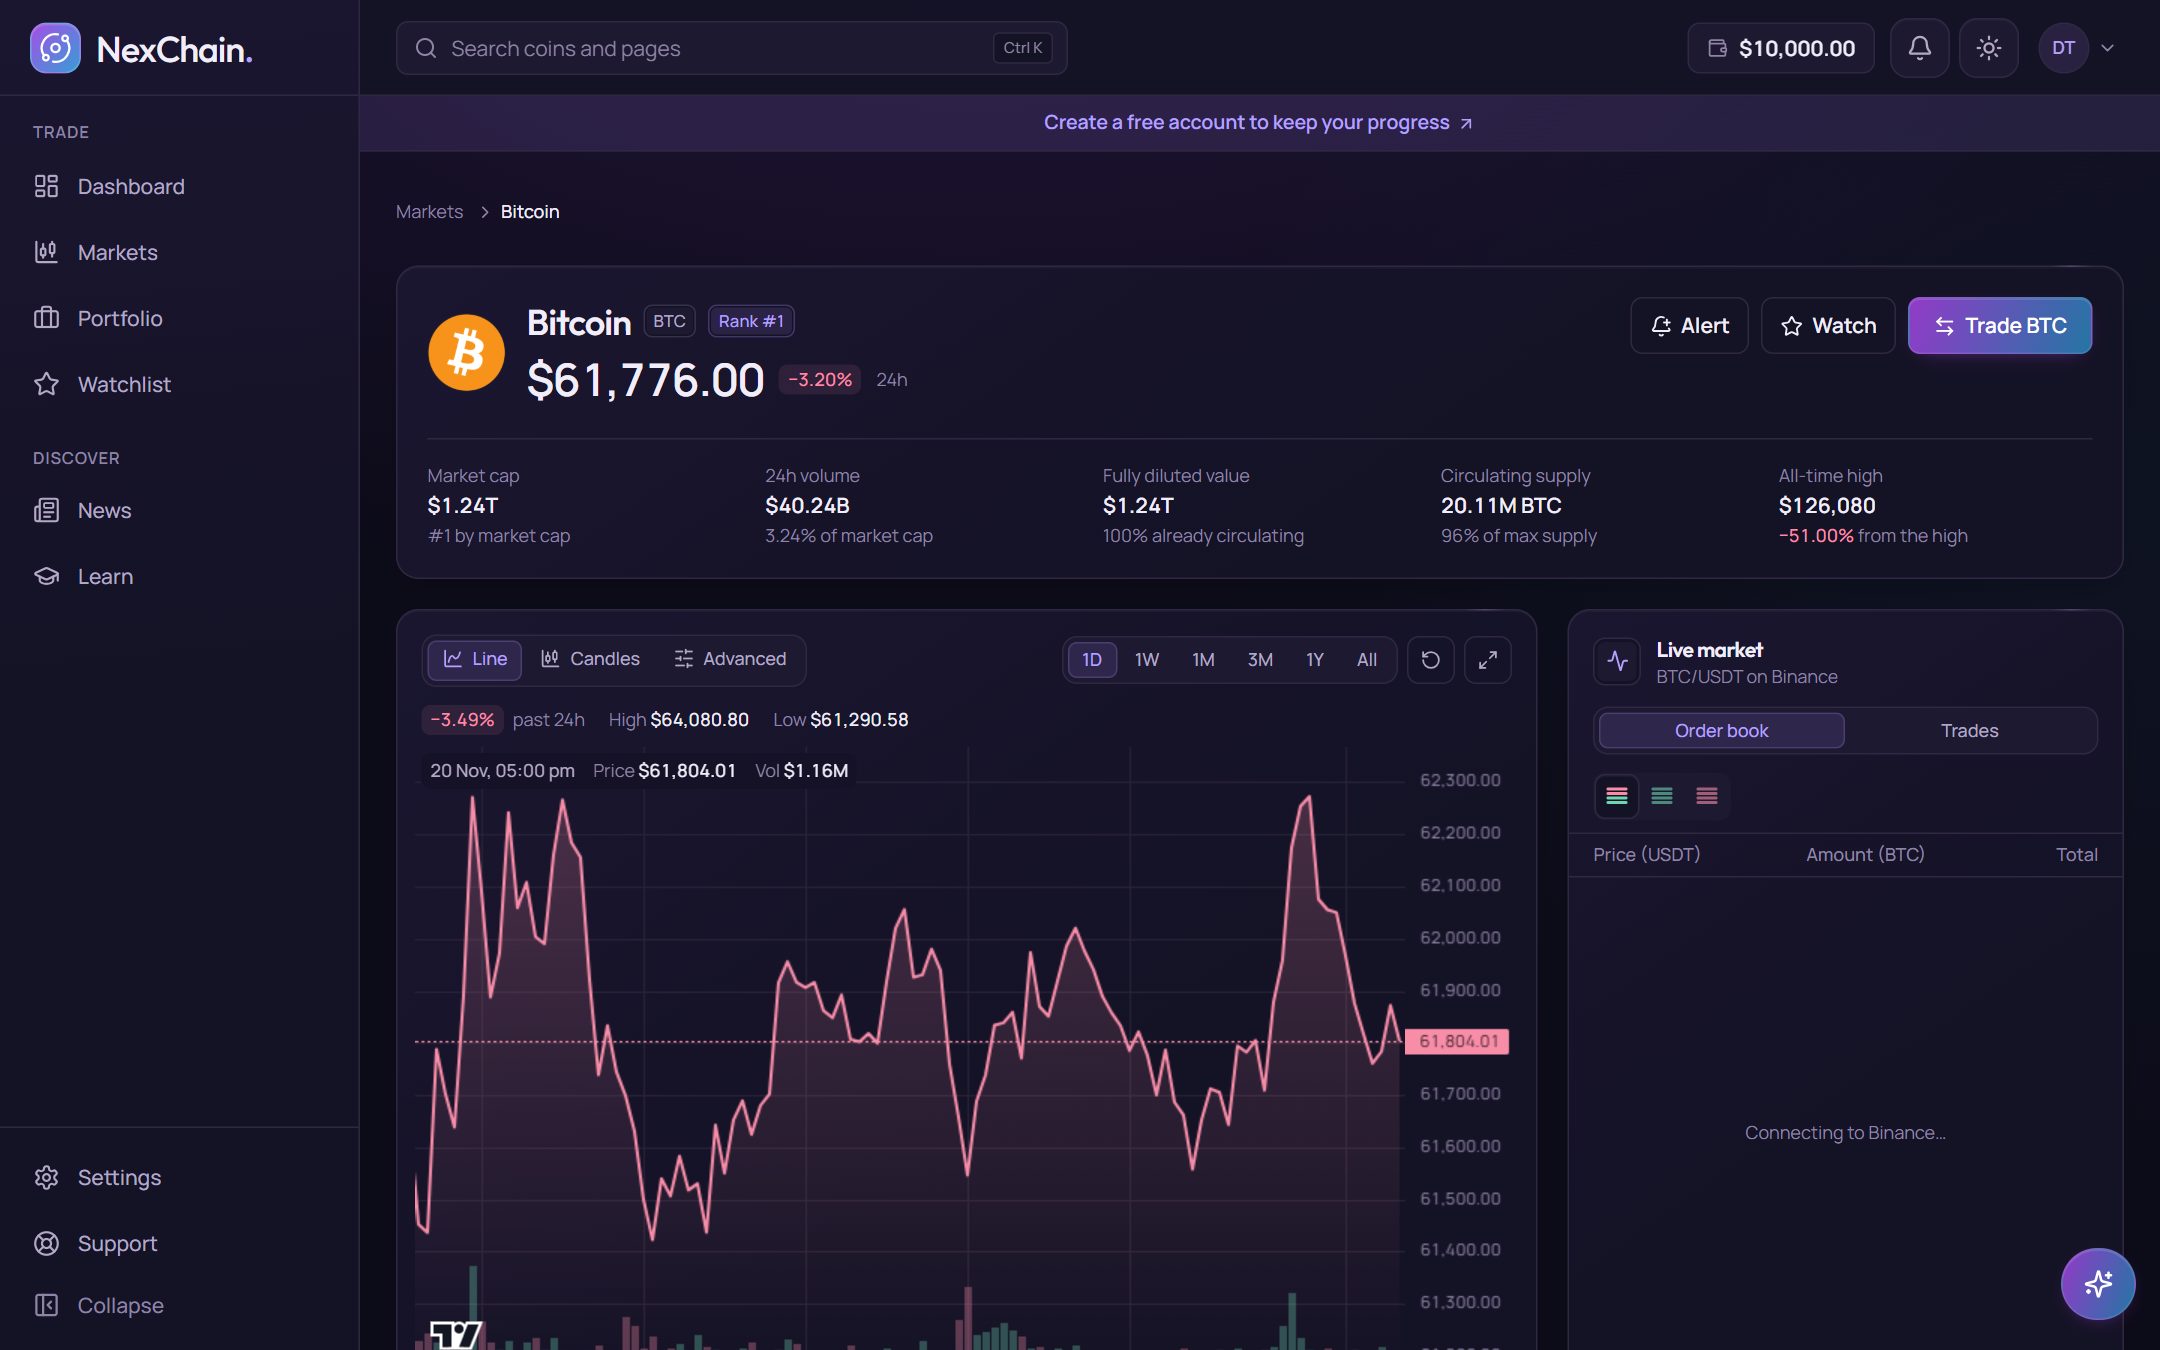 NexChain.
Search coins and pages
Ctrl K
$10,000.00
DT
TRADE
Dashboard
Markets
Portfolio
Watchlist
DISCOVER
News
Learn
Settings
Support
Collapse
Create a free account to keep your progress
Markets
Bitcoin
Bitcoin BTC Rank #1
$61,776.00 −3.20% 24h
Alert
Watch
Trade BTC
Market cap
$1.24T
#1 by market cap
24h volume
$40.24B
3.24% of market cap
Fully diluted value
$1.24T
100% already circulating
Circulating supply
20.11M BTC
96% of max supply
All-time high
$126,080
−51.00% from the high
Line
Candles
Advanced
1D 1W 1M 3M 1Y All
−3.49% past 24h High $64,080.80 Low $61,290.58
20 Nov, 05:00 pm Price $61,804.01 Vol $1.16M
62,300.00
62,200.00
62,100.00
62,000.00
61,900.00
61,804.01
61,700.00
61,600.00
61,500.00
61,400.00
61,300.00
Live market
BTC/USDT on Binance
Order book
Trades
Price (USDT) Amount (BTC) Total
Connecting to Binance...